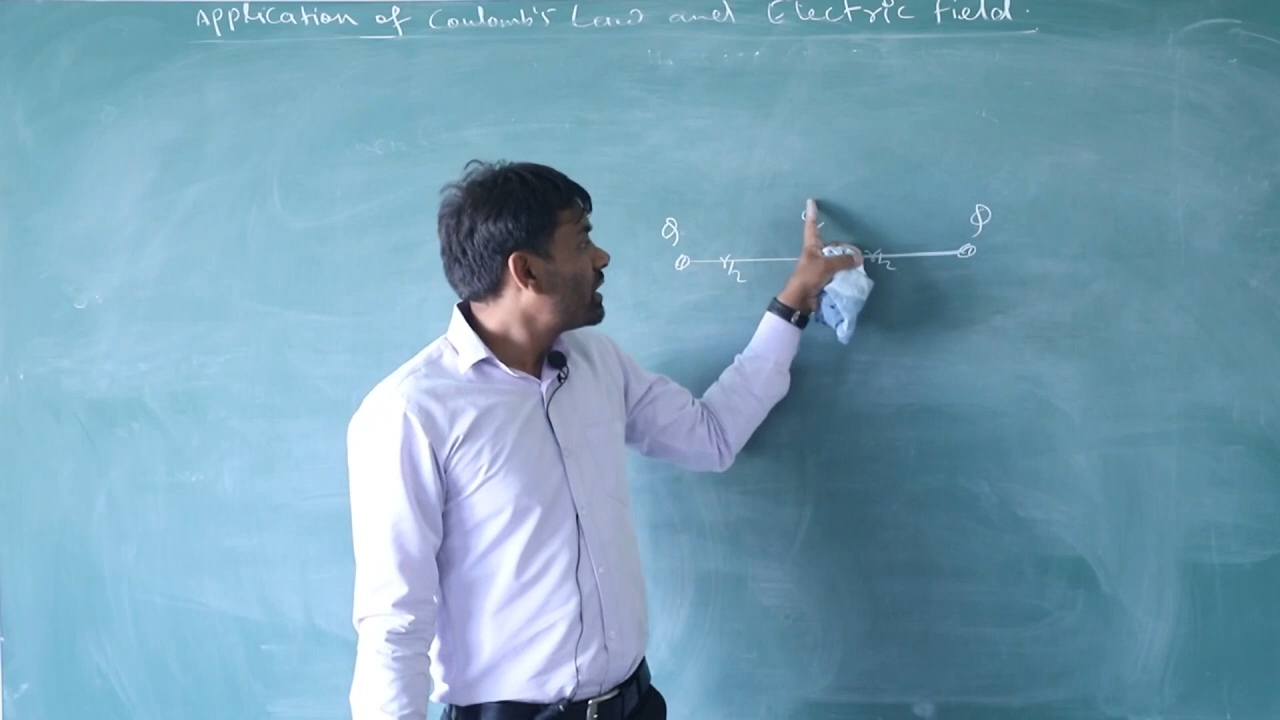 Application of Coulomb's Law and Electric field.
Q Q
r/2 r/2